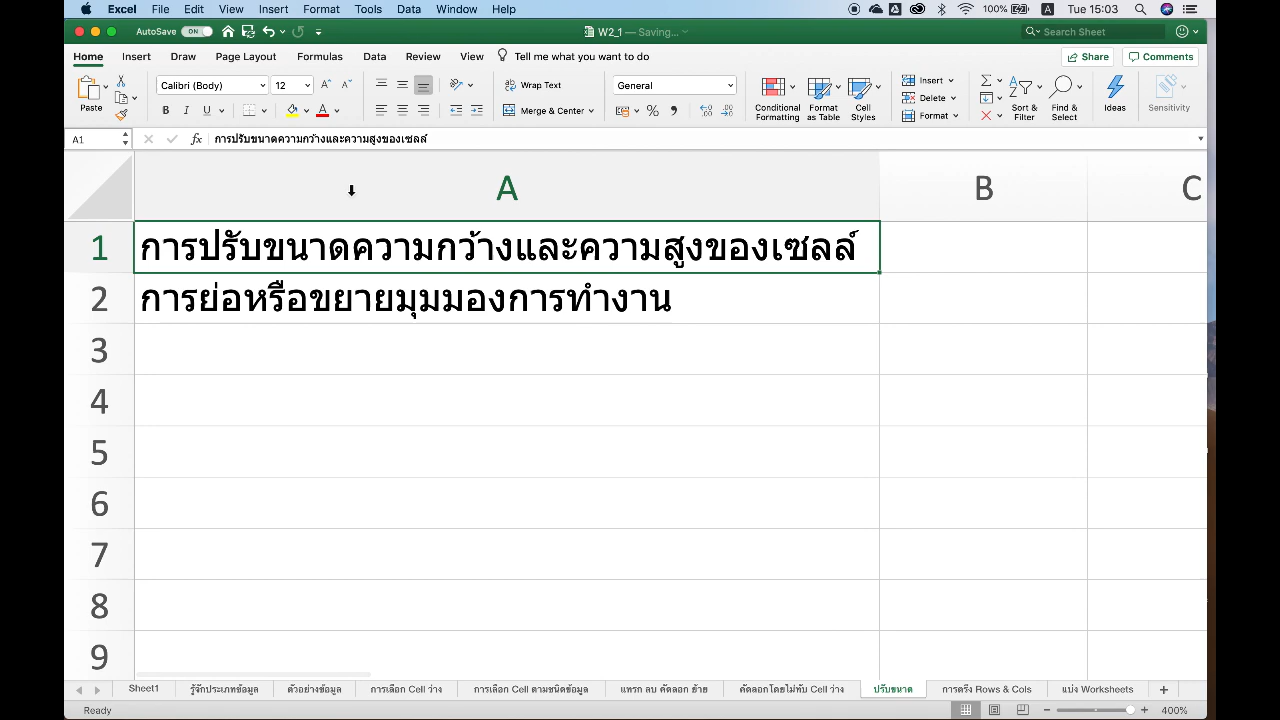 Excel File Edit View Insert Format Tools Data Window Help 100% A Tue 15:03
AutoSave ON W2_1 — Saving... Search Sheet
Home Insert Draw Page Layout Formulas Data Review View Tell me what you want to do Share Comments
Calibri (Body) 12 A A Wrap Text General Insert
Delete
Paste B I U A Merge & Center % Conditional Formatting Format as Table Cell Styles Format Sort & Filter Find & Select Ideas Sensitivity
A1 fx การปรับขนาดความกว้างและความสูงของเซลล์
A B C
1 การปรับขนาดความกว้างและความสูงของเซลล์
2 การย่อหรือขยายมุมมองการทำงาน
3
4
5
6
7
8
9
Sheet1 รู้จักประเภทข้อมูล ตัวอย่างข้อมูล การเลือก Cell ว่าง การเลือก Cell ตามชนิดข้อมูล แทรก ลบ คัดลอก ย้าย คัดลอกโดยไม่ทับ Cell ว่าง ปรับขนาด การตรึง Rows & Cols แบ่ง Worksheets +
Ready 400%